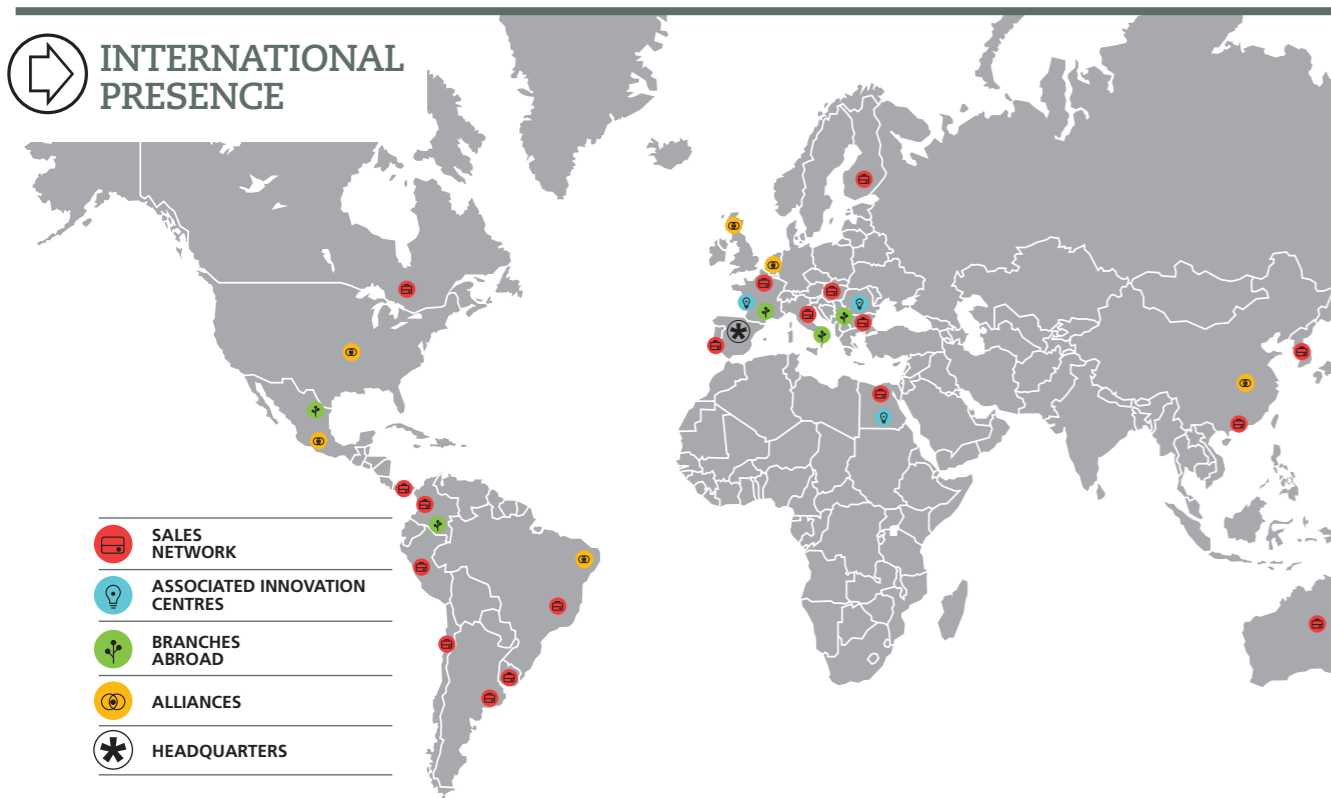 INTERNATIONAL
PRESENCE
SALES
NETWORK
ASSOCIATED INNOVATION
CENTRES
BRANCHES
ABROAD
ALLIANCES
HEADQUARTERS